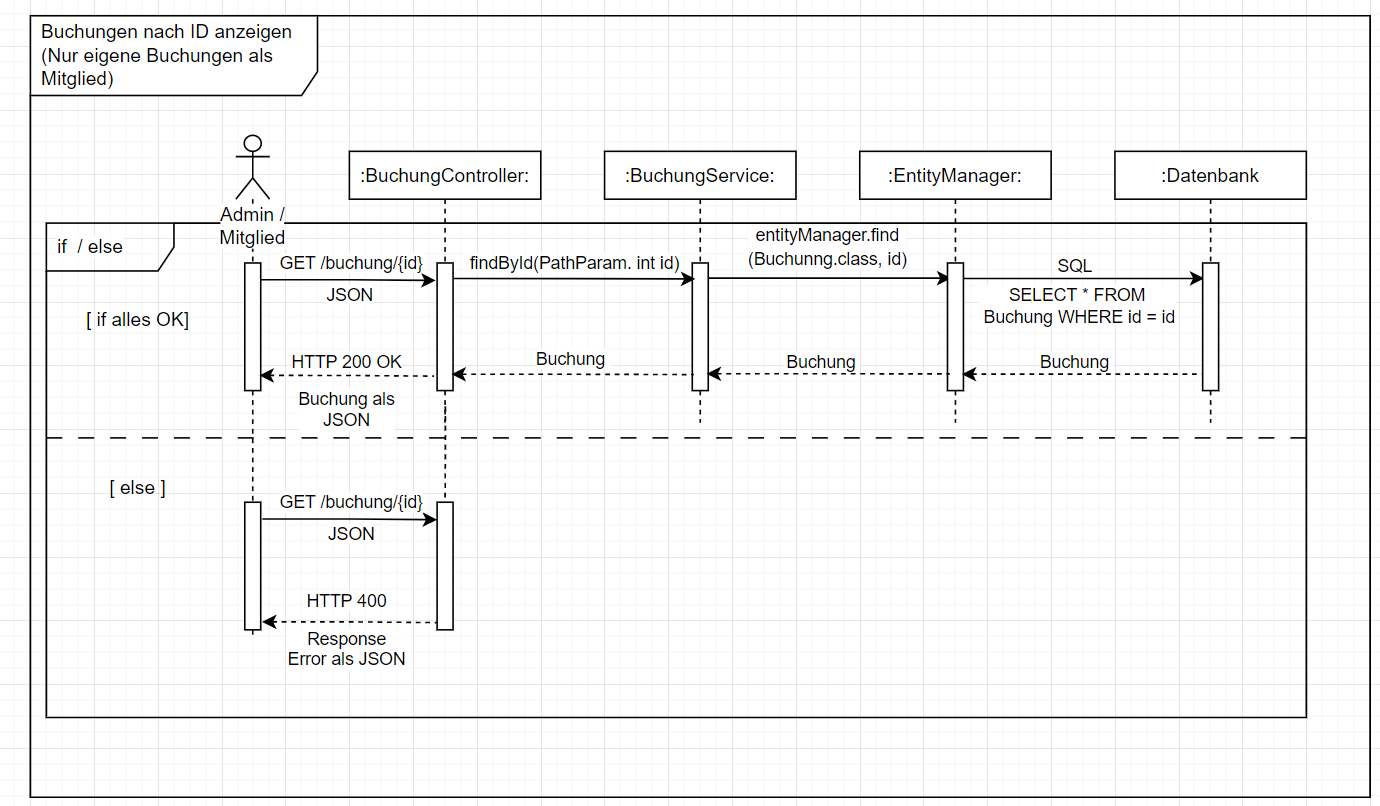 Buchungen nach ID anzeigen
(Nur eigene Buchungen als
Mitglied)
Admin /
Mitglied
:BuchungController:
:BuchungService:
:EntityManager:
:Datenbank
if / else
[ if alles OK]
GET /buchung/{id}
JSON
findById(PathParam. int id)
entityManager.find
(Buchunng.class, id)
SQL
SELECT * FROM
Buchung WHERE id = id
HTTP 200 OK
Buchung als
JSON
Buchung
Buchung
Buchung
[ else ]
GET /buchung/{id}
JSON
HTTP 400
Response
Error als JSON